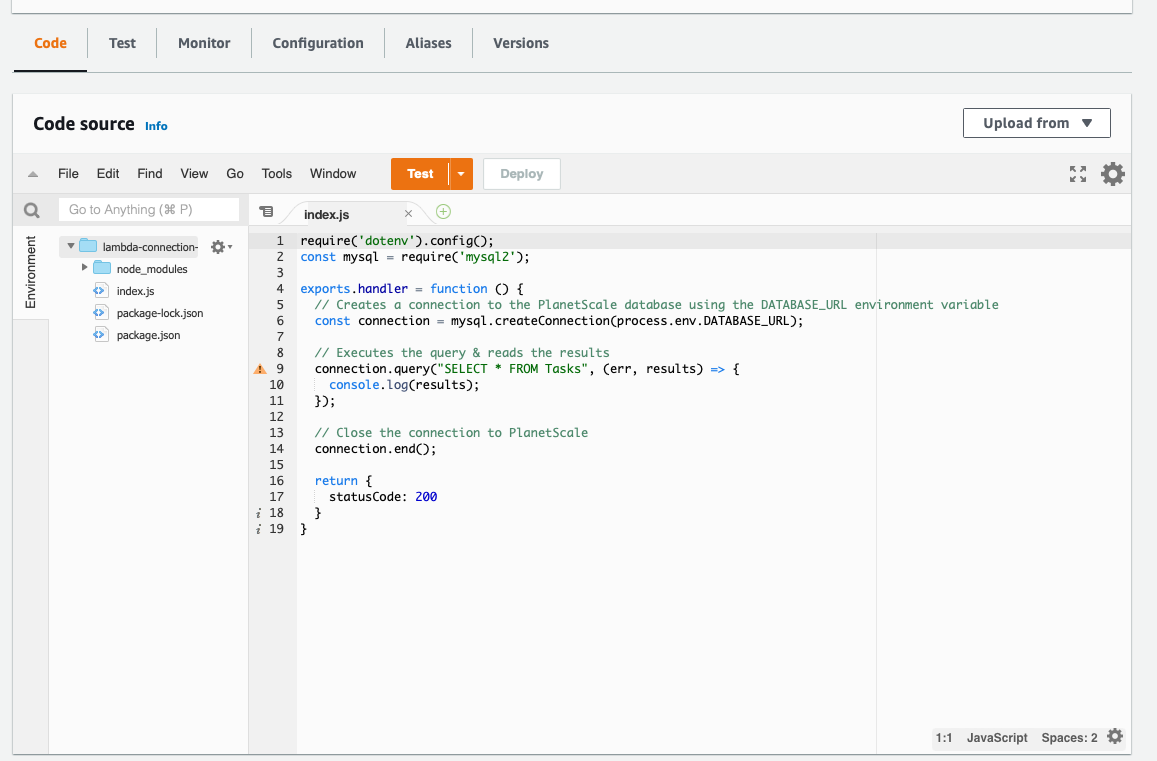 Code Test Monitor Configuration Aliases Versions
Code source Info Upload from
File Edit Find View Go Tools Window Test Deploy
Go to Anything (⌘ P) index.js
Environment
lambda-connection-
node_modules
index.js
package-lock.json
package.json
1 require('dotenv').config();
2 const mysql = require('mysql2');
3
4 exports.handler = function () {
5   // Creates a connection to the PlanetScale database using the DATABASE_URL environment variable
6   const connection = mysql.createConnection(process.env.DATABASE_URL);
7
8   // Executes the query & reads the results
9   connection.query("SELECT * FROM Tasks", (err, results) => {
10     console.log(results);
11   });
12
13   // Close the connection to PlanetScale
14   connection.end();
15
16   return {
17     statusCode: 200
i 18   }
i 19 }
1:1 JavaScript Spaces: 2